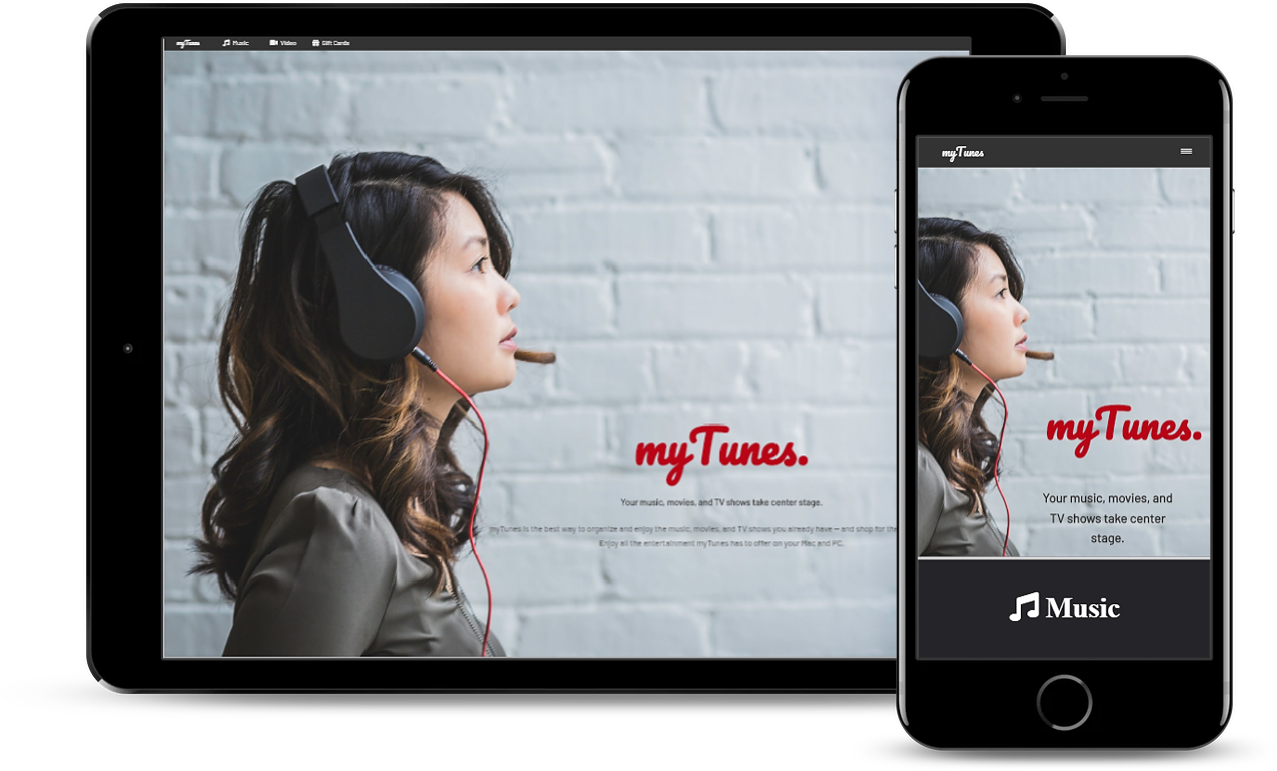 myTunes Music Video Gift Cards
myTunes.
Your music, movies, and TV shows take center stage.
myTunes is the best way to organize and enjoy the music, movies, and TV shows you already have — and shop for the
Enjoy all the entertainment myTunes has to offer on your Mac and PC.
myTunes
myTunes.
Your music, movies, and
TV shows take center
stage.
Music